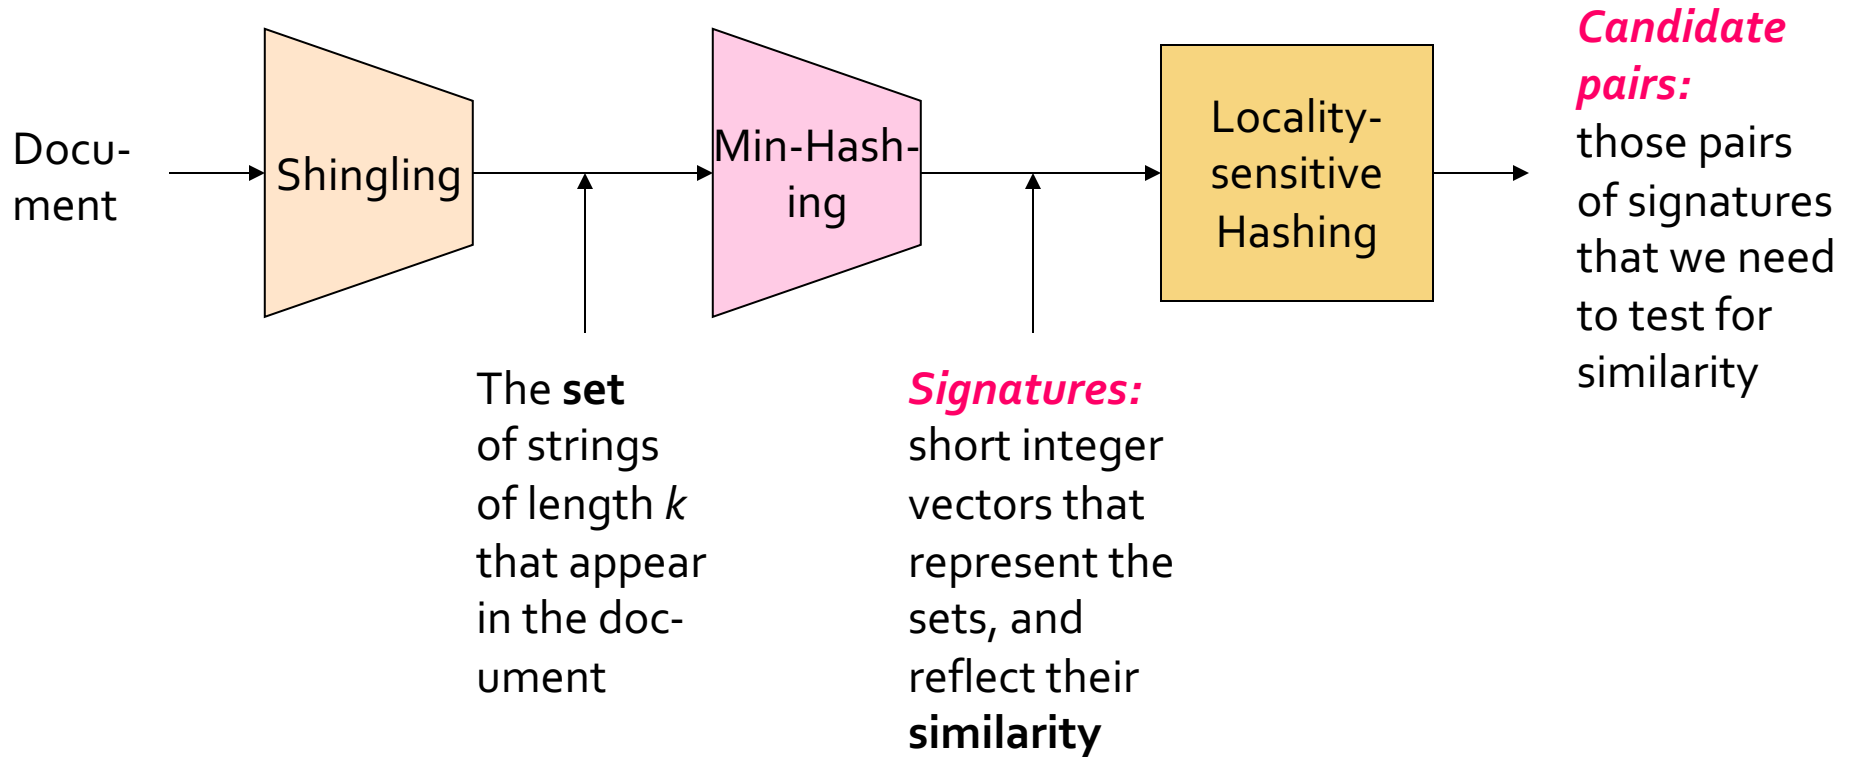 Docu-
ment
Shingling
Min-Hash-
ing
Locality-
sensitive
Hashing
Candidate
pairs:
those pairs
of signatures
that we need
to test for
similarity
The set
of strings
of length k
that appear
in the doc-
ument
Signatures:
short integer
vectors that
represent the
sets, and
reflect their
similarity